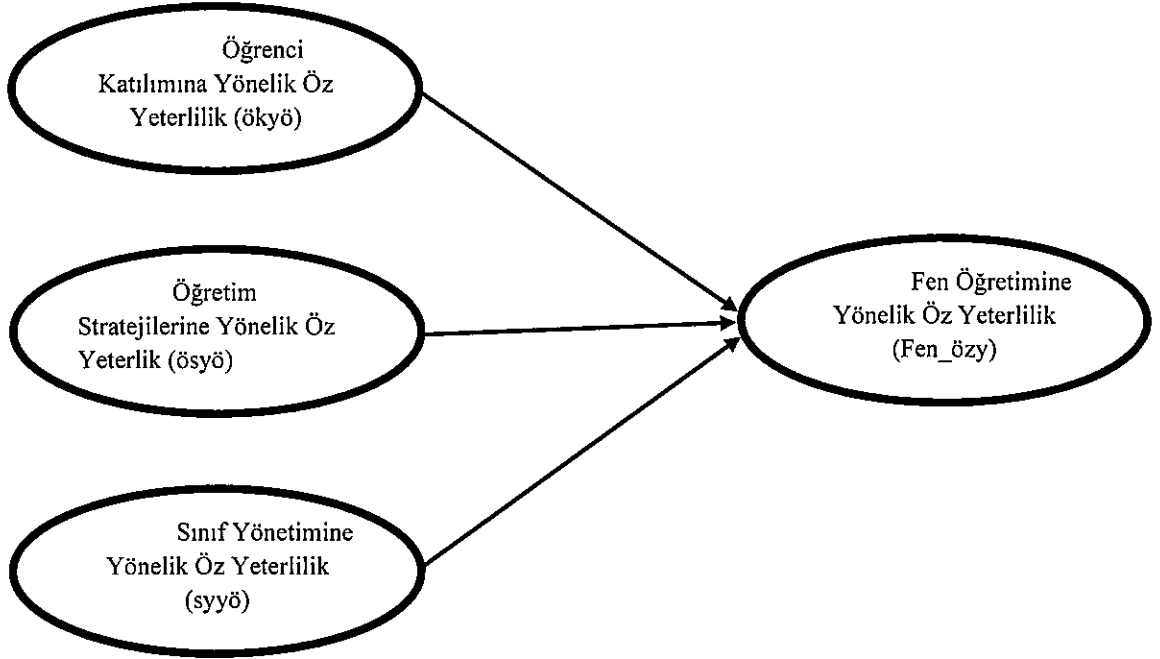 Öğrenci
Katılımına Yönelik Öz
Yeterlilik (ökyö)
Öğretim
Stratejilerine Yönelik Öz
Yeterlik (ösyö)
Sınıf Yönetimine
Yönelik Öz Yeterlilik
(syyö)
Fen Öğretimine
Yönelik Öz Yeterlilik
(Fen_özy)